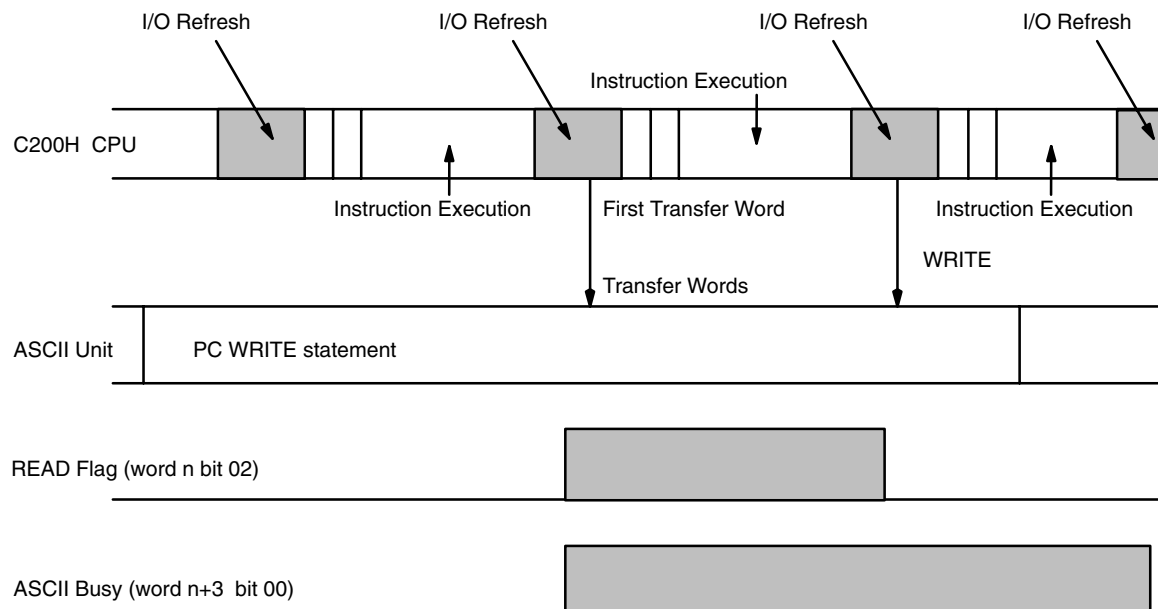 I/O Refresh
I/O Refresh
I/O Refresh
I/O Refresh
Instruction Execution
C200H CPU
Instruction Execution
First Transfer Word
Instruction Execution
WRITE
Transfer Words
ASCII Unit
PC WRITE statement
READ Flag (word n bit 02)
ASCII Busy (word n+3 bit 00)